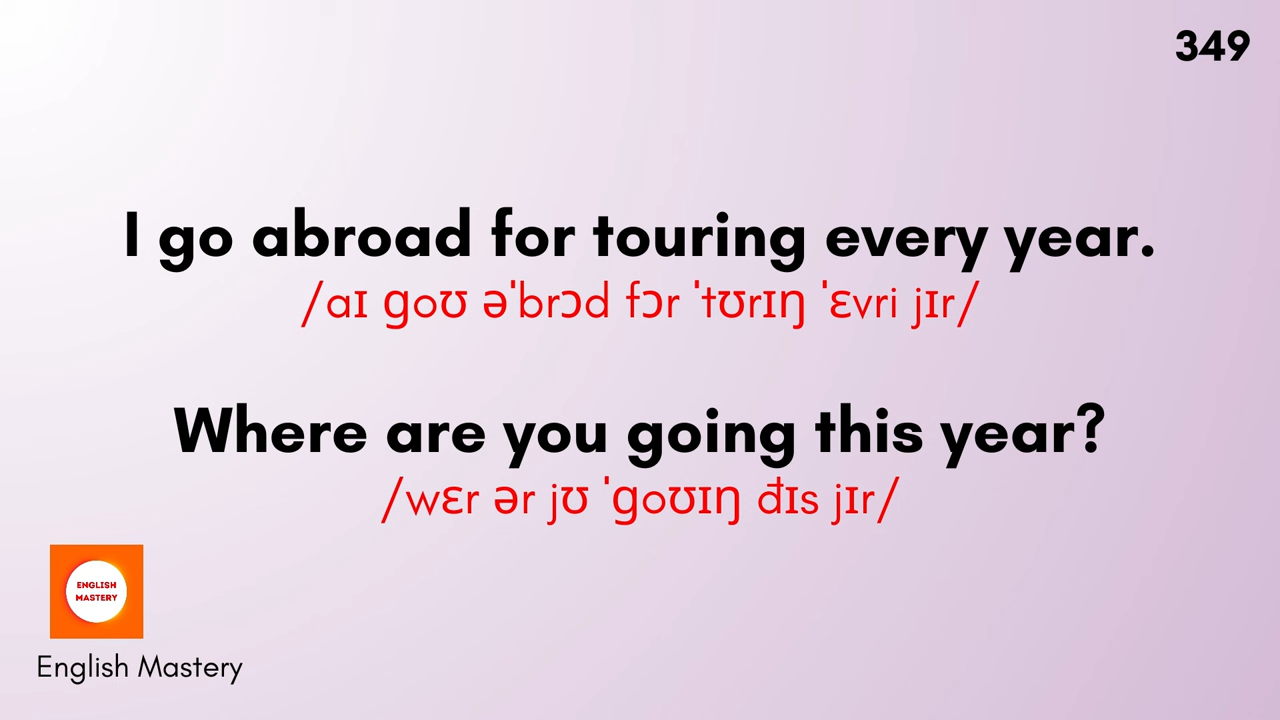 349
I go abroad for touring every year.
/aɪ ɡoʊ əˈbrɔd fɔr ˈtʊrɪŋ ˈɛvri jɪr/
Where are you going this year?
/wɛr ər jʊ ˈɡoʊɪŋ đɪs jɪr/
ENGLISH
MASTERY
English Mastery